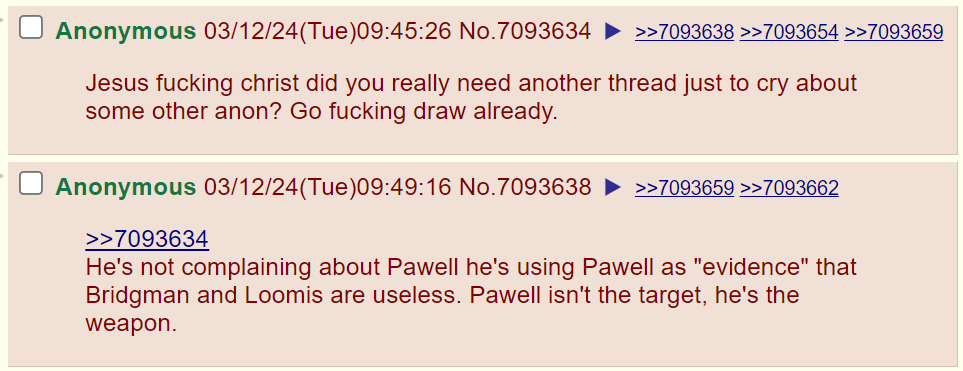 Anonymous 03/12/24(Tue)09:45:26 No.7093634 ▶ >>7093638 >>7093654 >>7093659
Jesus fucking christ did you really need another thread just to cry about
some other anon? Go fucking draw already.
Anonymous 03/12/24(Tue)09:49:16 No.7093638 ▶ >>7093659 >>7093662
>>7093634
He's not complaining about Pawell he's using Pawell as "evidence" that
Bridgman and Loomis are useless. Pawell isn't the target, he's the
weapon.